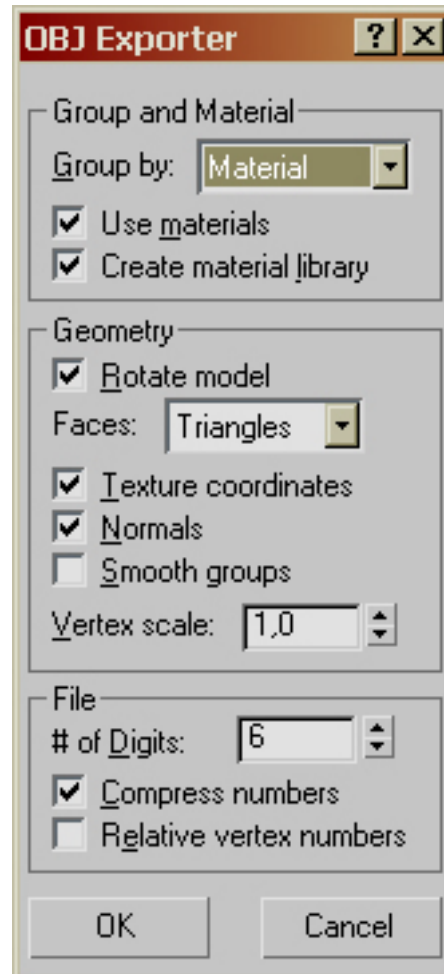 OBJ Exporter ?
Group and Material
Group by: Material
Use materials
Create material library
Geometry
Rotate model
Faces: Triangles
Texture coordinates
Normals
Smooth groups
Vertex scale: 1,0
File
# of Digits: 6
Compress numbers
Relative vertex numbers
OK Cancel